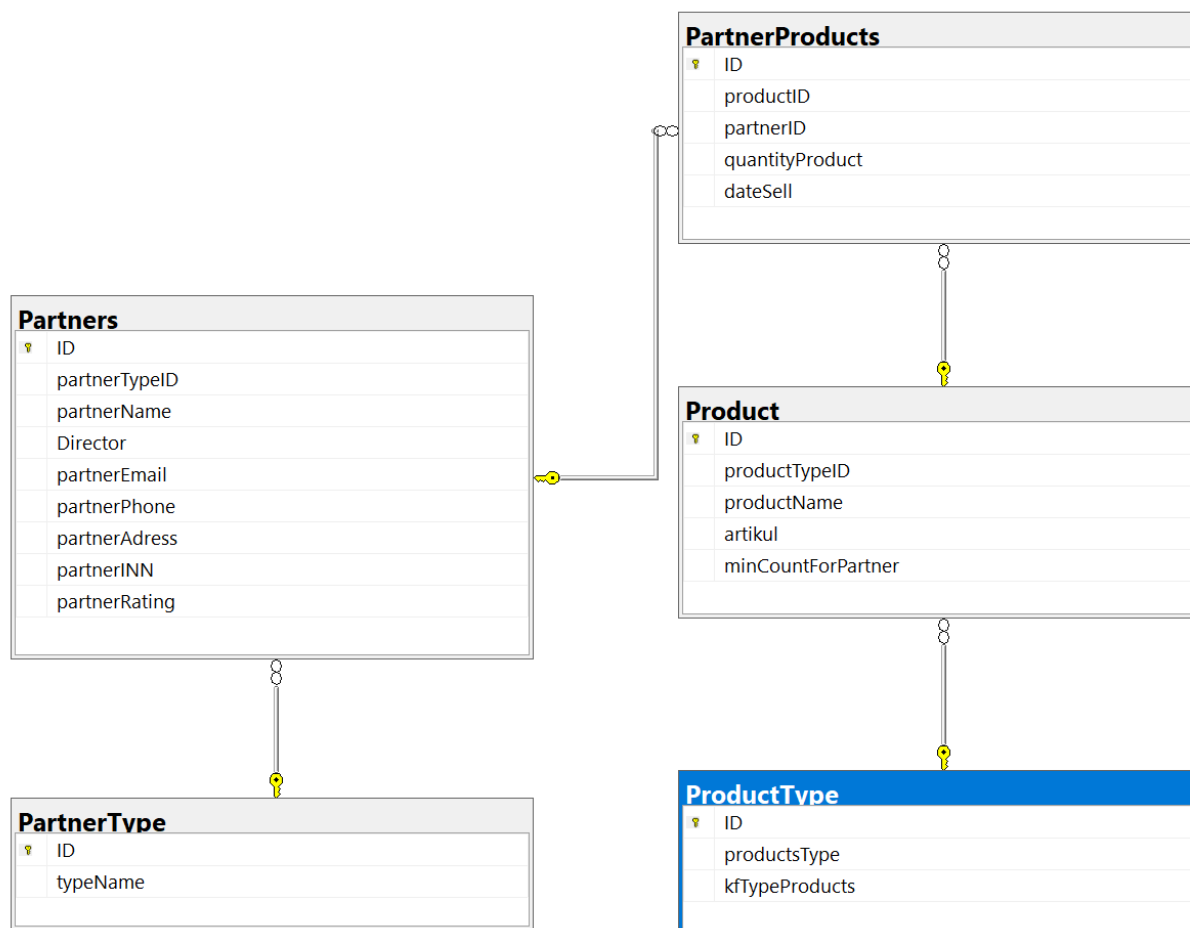 PartnerProducts
ID
productID
partnerID
quantityProduct
dateSell
Partners
ID
partnerTypeID
partnerName
Director
partnerEmail
partnerPhone
partnerAdress
partnerINN
partnerRating
Product
ID
productTypeID
productName
artikul
minCountForPartner
PartnerType
ID
typeName
ProductType
ID
productsType
kfTypeProducts